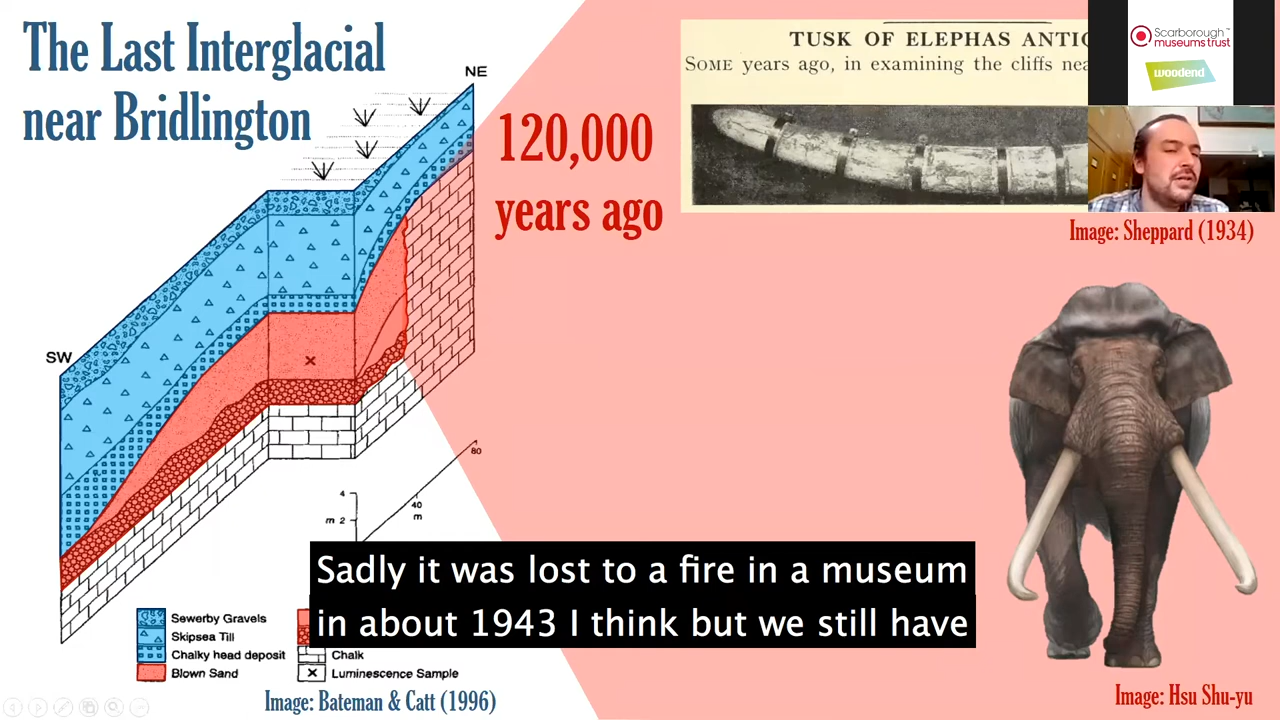 The Last Interglacial
near Bridlington
NE
SW
120,000
years ago
TUSK OF ELEPHAS
SOME years ago, in examining the cliffs
Scarborough™
museums trust
woodend
Image: Sheppard (1934)
80
40
m
4
m 2
Sadly it was lost to a fire in a museum
in about 1943 I think but we still have
Sewerby Gravels
Skipsea Till
Chalky head deposit
Blown Sand
Chalk
Luminescence Sample
Image: Bateman & Catt (1996)
Image: Hsu Shu-yu